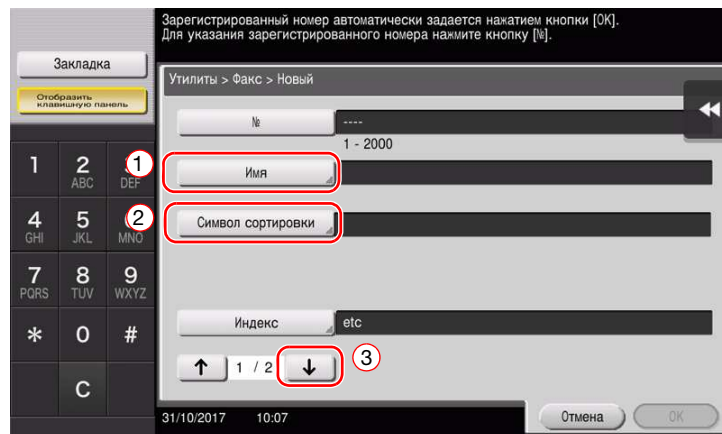 Зарегистрированный номер автоматически задается нажатием кнопки [OK].
Для указания зарегистрированного номера нажмите кнопку [№].
Закладка
Отобразить
клавишную панель
Утилиты > Факс > Новый
№
----
1 - 2000
Имя
Символ сортировки
Индекс
etc
1 / 2
1
2
3
1
2
ABC
DEF
4
GHI
5
JKL
MNO
7
PQRS
8
TUV
9
WXYZ
*
0
#
C
31/10/2017 10:07
Отмена
OK